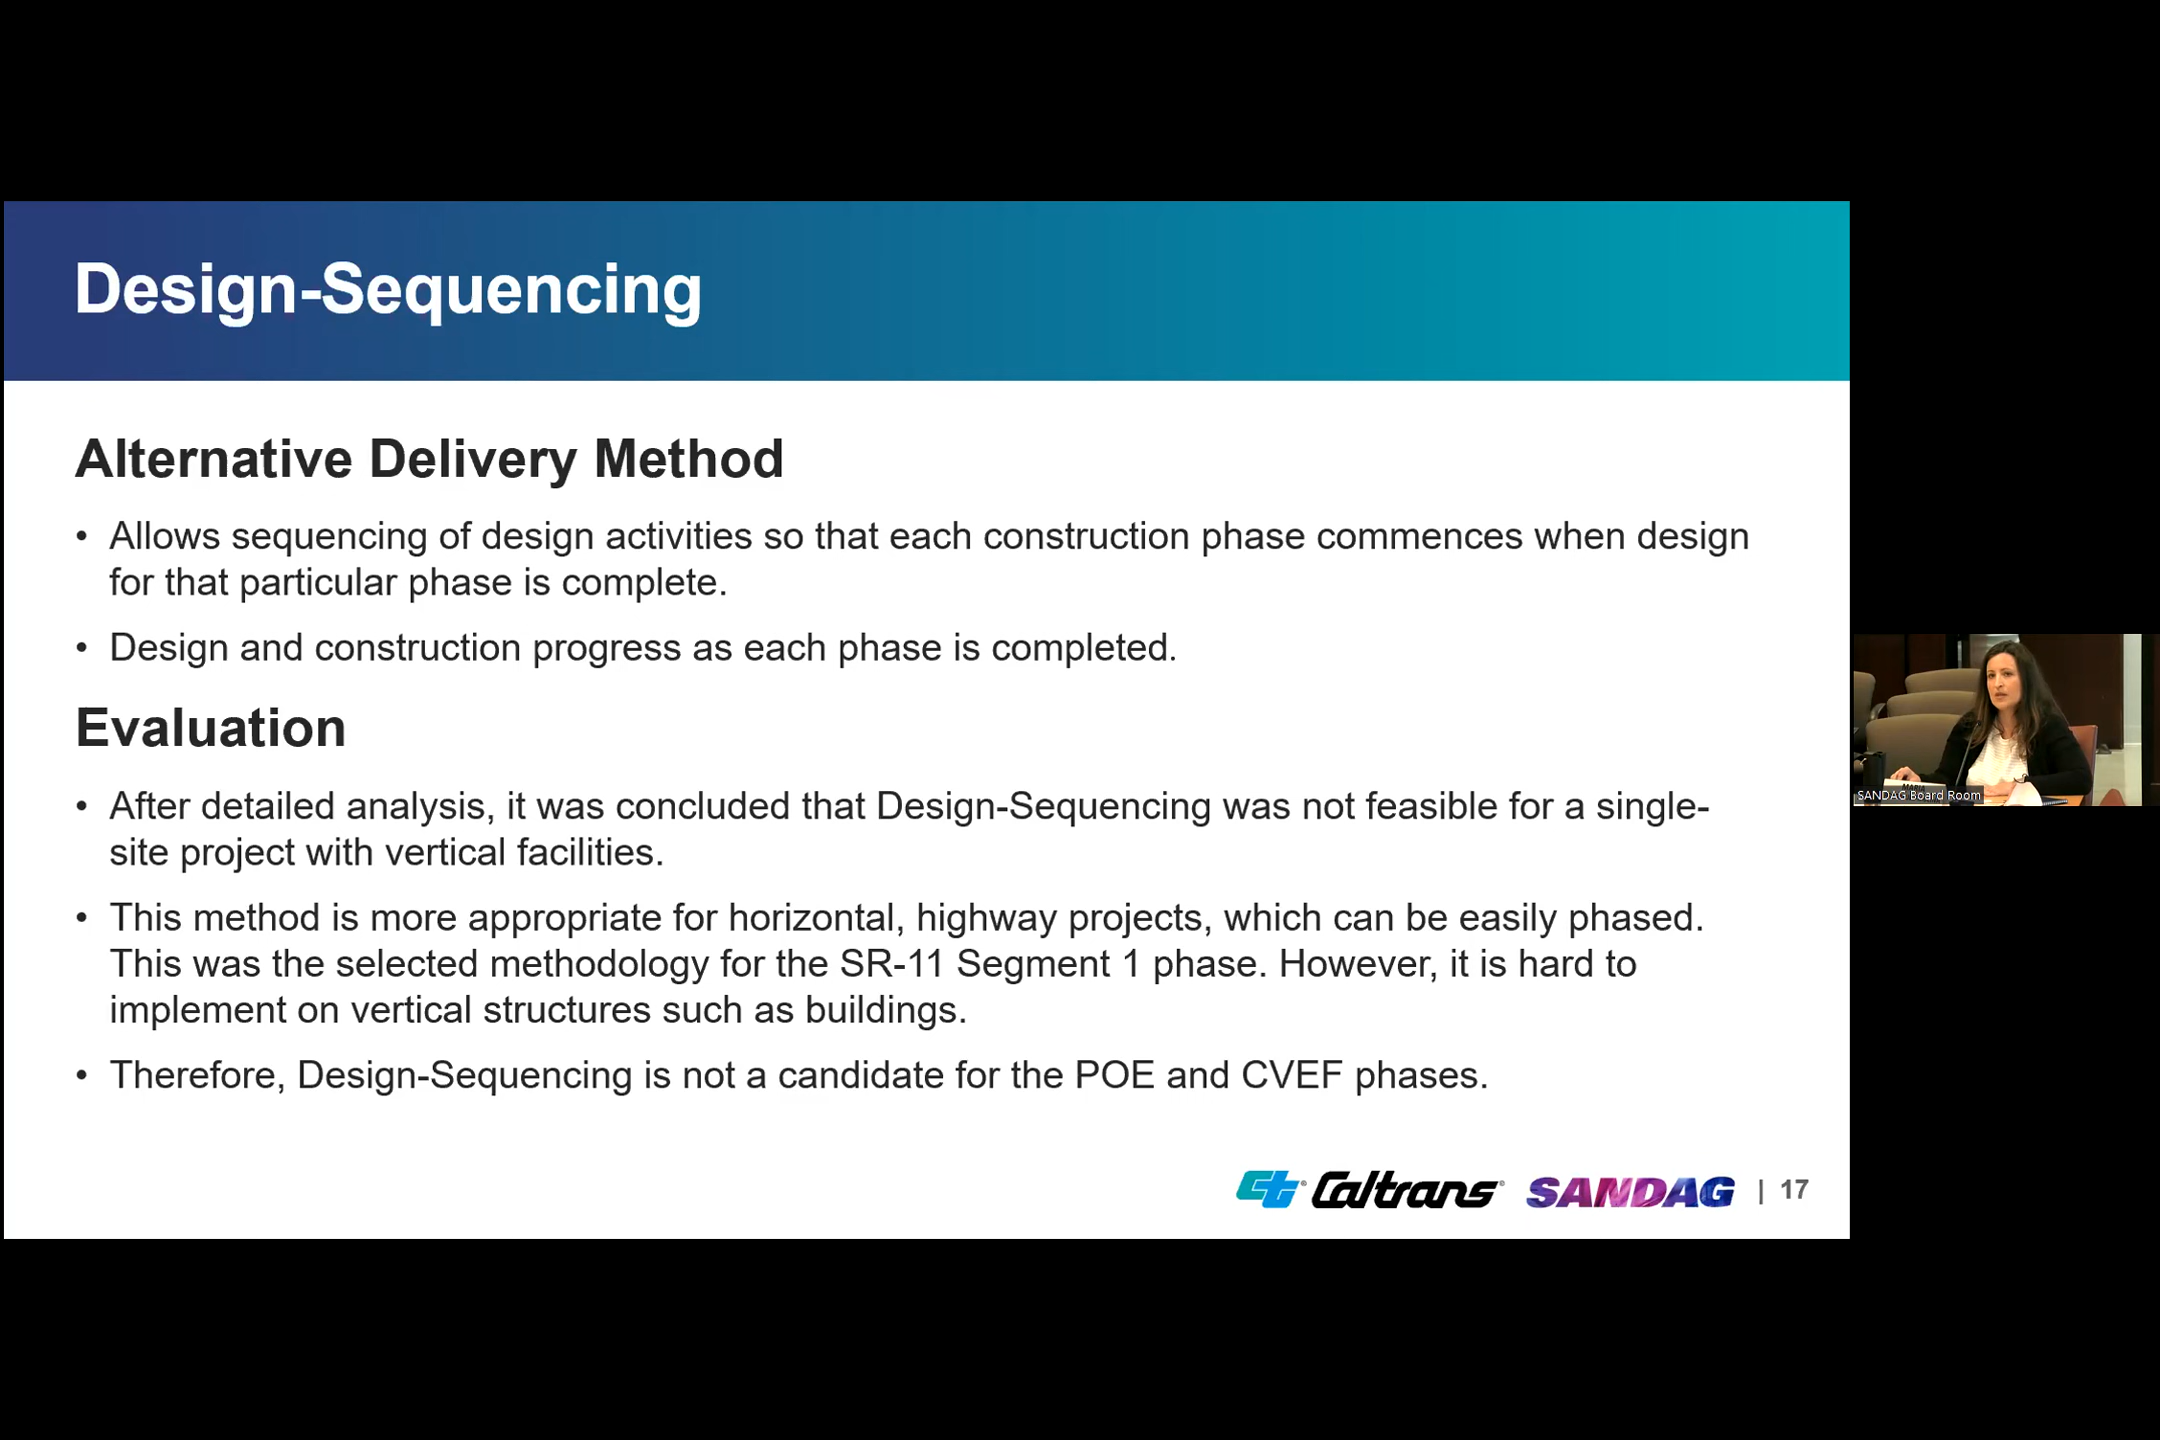 Design-Sequencing
Alternative Delivery Method
• Allows sequencing of design activities so that each construction phase commences when design
for that particular phase is complete.
• Design and construction progress as each phase is completed.
Evaluation
• After detailed analysis, it was concluded that Design-Sequencing was not feasible for a single-
site project with vertical facilities.
• This method is more appropriate for horizontal, highway projects, which can be easily phased.
This was the selected methodology for the SR-11 Segment 1 phase. However, it is hard to
implement on vertical structures such as buildings.
• Therefore, Design-Sequencing is not a candidate for the POE and CVEF phases.
ct® Caltrans® SANDAG | 17
SANDAG Board Room